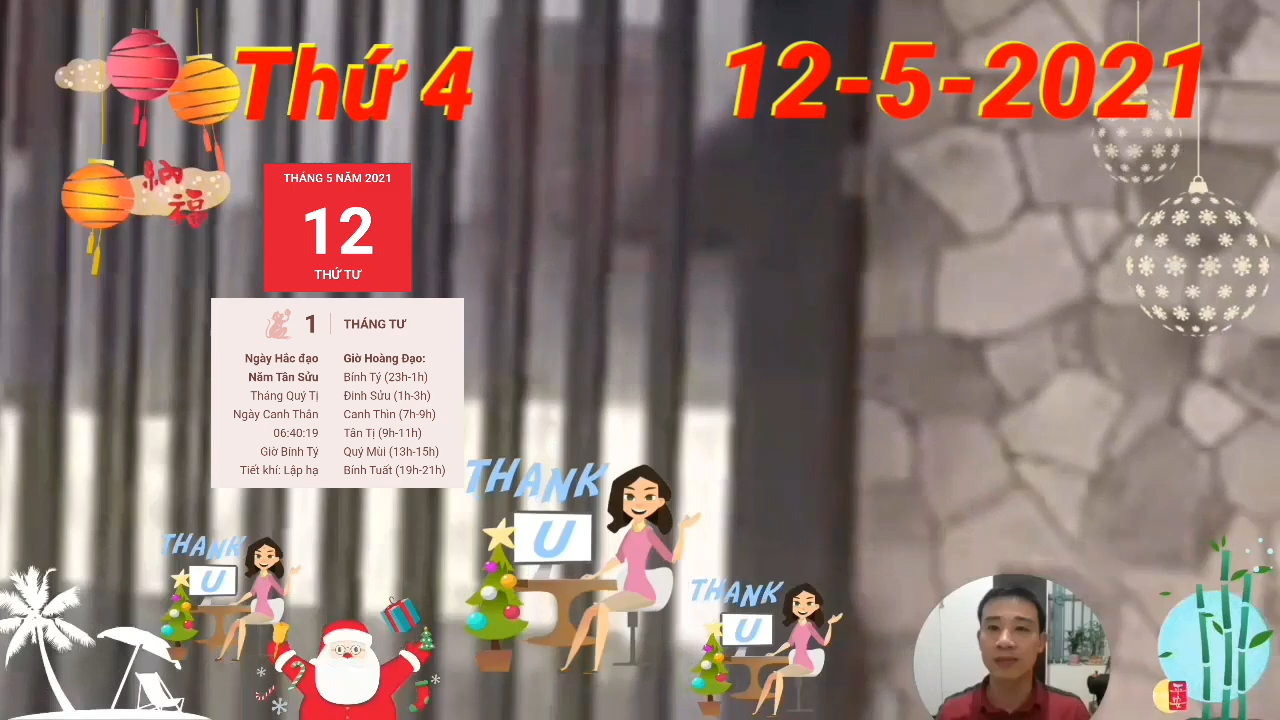 Thứ 4
12-5-2021
納
福
THÁNG 5 NĂM 2021
12
THỨ TƯ
1
THÁNG TƯ
Ngày Hắc đạo
Năm Tân Sửu
Tháng Quý Tị
Ngày Canh Thân
06:40:19
Giờ Bính Tý
Tiết khí: Lập hạ
Giờ Hoàng Đạo:
Bính Tý (23h-1h)
Đinh Sửu (1h-3h)
Canh Thìn (7h-9h)
Tân Tị (9h-11h)
Quý Mùi (13h-15h)
Bính Tuất (19h-21h)
THANK
U
THANK
U
THANK
U